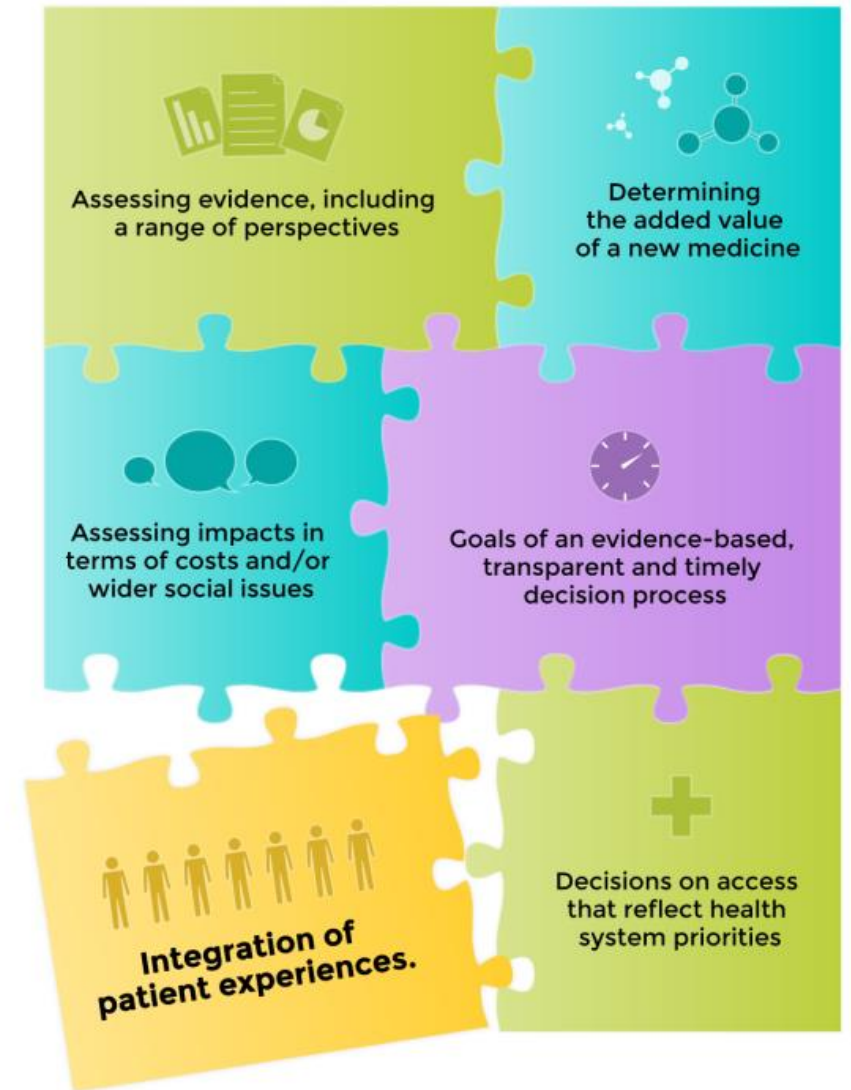 Assessing evidence, including
a range of perspectives
Determining
the added value
of a new medicine
Assessing impacts in
terms of costs and/or
wider social issues
Goals of an evidence-based,
transparent and timely
decision process
Integration of
patient experiences.
Decisions on access
that reflect health
system priorities